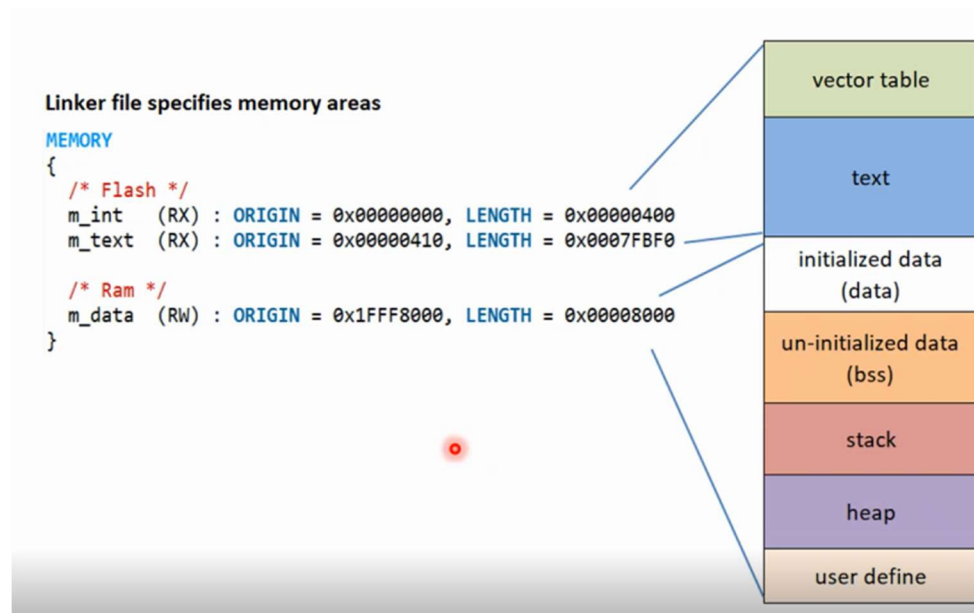 Linker file specifies memory areas
MEMORY
{
/* Flash */
m_int (RX) : ORIGIN = 0x00000000, LENGTH = 0x00000400
m_text (RX) : ORIGIN = 0x00000410, LENGTH = 0x0007FBF0
/* Ram */
m_data (RW) : ORIGIN = 0x1FFF8000, LENGTH = 0x00008000
}
vector table
text
initialized data
(data)
un-initialized data
(bss)
stack
heap
user define